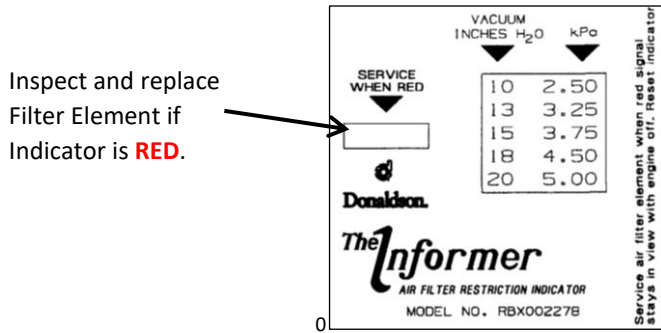 Inspect and replace
Filter Element if
Indicator is RED.
VACUUM
INCHES H2O kPa
SERVICE
WHEN RED
10 2.50
13 3.25
15 3.75
18 4.50
20 5.00
Donaldson.
The Informer
AIR FILTER RESTRICTION INDICATOR
MODEL NO. RBX002278
Service air filter element when red signal
stays in view with engine off. Reset indicator
0